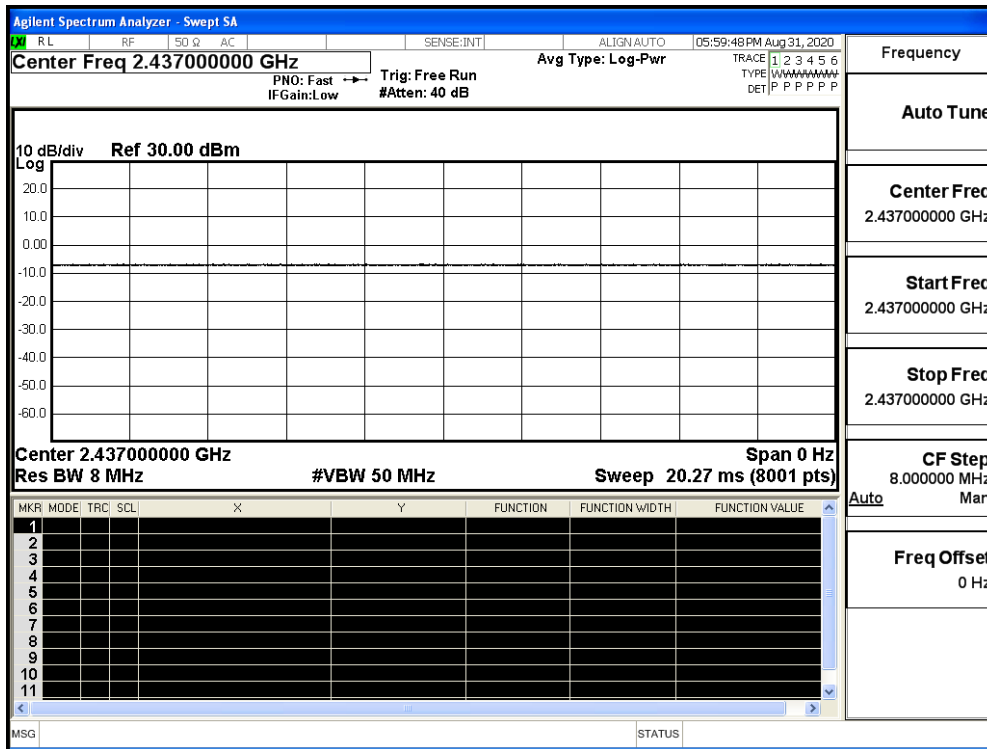 Agilent Spectrum Analyzer - Swept SA
LXI RL RF 50 Ω AC SENSE:INT ALIGN AUTO 05:59:48 PM Aug 31, 2020
Center Freq 2.437000000 GHz
PNO: Fast
IFGain:Low
Trig: Free Run
#Atten: 40 dB
Avg Type: Log-Pwr
TRACE 1 2 3 4 5 6
TYPE WWWWWW
DET P P P P P P
10 dB/div Ref 30.00 dBm
Log
20.0
10.0
0.00
-10.0
-20.0
-30.0
-40.0
-50.0
-60.0
Center 2.437000000 GHz Span 0 Hz
Res BW 8 MHz #VBW 50 MHz Sweep 20.27 ms (8001 pts)
MKR MODE TRC SCL X Y FUNCTION FUNCTION WIDTH FUNCTION VALUE
1
2
3
4
5
6
7
8
9
10
11
MSG STATUS
Frequency
Auto Tune
Center Freq
2.437000000 GHz
Start Freq
2.437000000 GHz
Stop Freq
2.437000000 GHz
CF Step
8.000000 MHz
Auto Man
Freq Offset
0 Hz